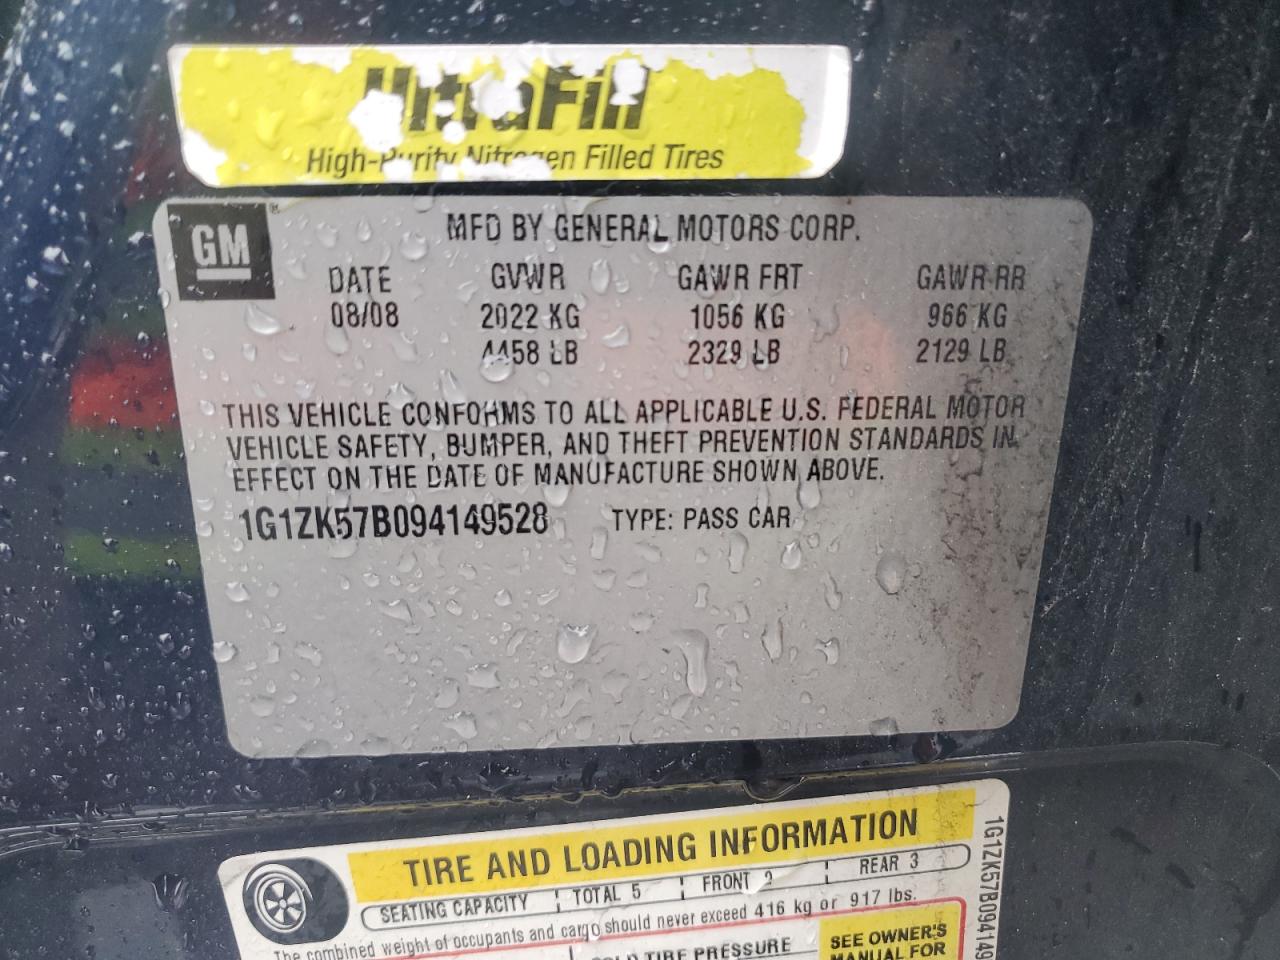 NitraFill
High-Purity Nitrogen Filled Tires
GM®
MFD BY GENERAL MOTORS CORP.
DATE GVWR GAWR FRT GAWR RR
08/08 2022 KG 1056 KG 966 KG
4458 LB 2329 LB 2129 LB
THIS VEHICLE CONFORMS TO ALL APPLICABLE U.S. FEDERAL MOTOR
VEHICLE SAFETY, BUMPER, AND THEFT PREVENTION STANDARDS IN
EFFECT ON THE DATE OF MANUFACTURE SHOWN ABOVE.
1G1ZK57B094149528 TYPE: PASS CAR
TIRE AND LOADING INFORMATION
SEATING CAPACITY TOTAL 5 FRONT 2 REAR 3
The combined weight of occupants and cargo should never exceed 416 kg or 917 lbs.
TIRE PRESSURE
SEE OWNER'S
MANUAL FOR
1G1ZK57B094149